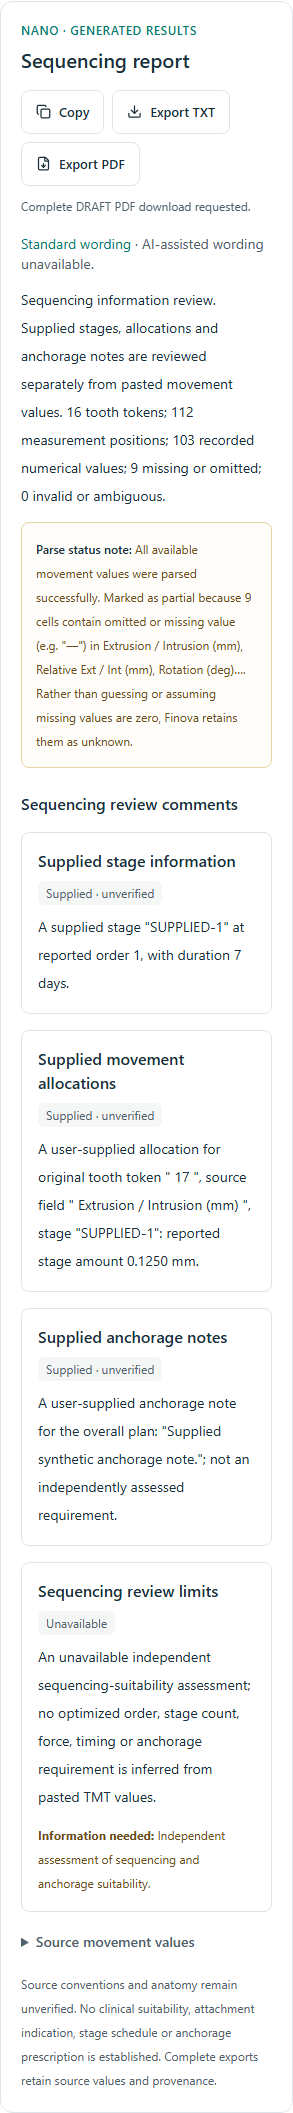 NANO · GENERATED RESULTS
Sequencing report
Copy
Export TXT
Export PDF
Complete DRAFT PDF download requested.
Standard wording · AI-assisted wording
unavailable.
Sequencing information review.
Supplied stages, allocations and
anchorage notes are reviewed
separately from pasted movement
values. 16 tooth tokens; 112
measurement positions; 103 recorded
numerical values; 9 missing or omitted;
0 invalid or ambiguous.
Parse status note: All available
movement values were parsed
successfully. Marked as partial because 9
cells contain omitted or missing value
(e.g. "—") in Extrusion / Intrusion (mm),
Relative Ext / Int (mm), Rotation (deg)....
Rather than guessing or assuming
missing values are zero, Finova retains
them as unknown.
Sequencing review comments
Supplied stage information
Supplied · unverified
A supplied stage "SUPPLIED-1" at
reported order 1, with duration 7
days.
Supplied movement
allocations
Supplied · unverified
A user-supplied allocation for
original tooth token " 17 ", source
field " Extrusion / Intrusion (mm) ",
stage "SUPPLIED-1": reported
stage amount 0.1250 mm.
Supplied anchorage notes
Supplied · unverified
A user-supplied anchorage note
for the overall plan: "Supplied
synthetic anchorage note."; not an
independently assessed
requirement.
Sequencing review limits
Unavailable
An unavailable independent
sequencing-suitability assessment;
no optimized order, stage count,
force, timing or anchorage
requirement is inferred from
pasted TMT values.
Information needed: Independent
assessment of sequencing and
anchorage suitability.
Source movement values
Source conventions and anatomy remain
unverified. No clinical suitability, attachment
indication, stage schedule or anchorage
prescription is established. Complete exports
retain source values and provenance.